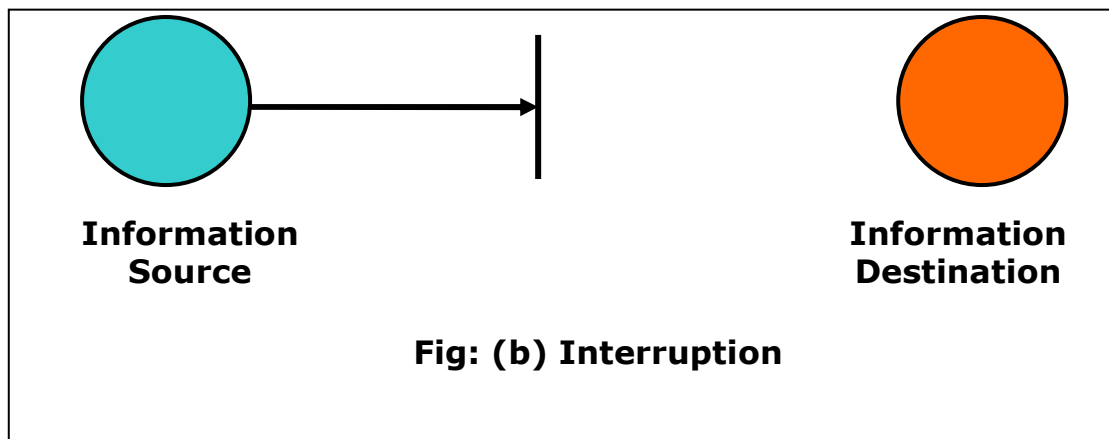 Information
Source
Information
Destination
Fig: (b) Interruption